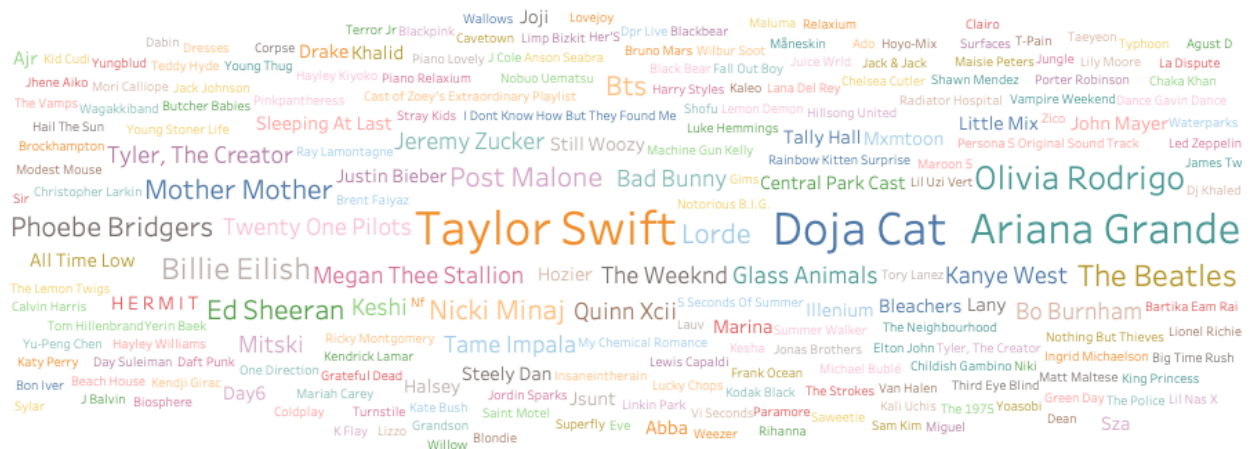 Wallows Joji Lovejoy Maluma Relaxium Clairo
Terror Jr Blackpink Cavetown Limp Bizkit Her'S Dpr Live Blackbear
Dabin Dresses Corpse Drake Khalid Bruno Mars Wilbur Soot Måneskin Ado Hoyo-Mix Surfaces T-Pain Taeyeon Typhoon Agust D
Ajr Kid Cudi Yungblud Teddy Hyde Young Thug Piano Lovely J Cole Anson Seabra Juice Wrld Jack & Jack Maisie Peters Jungle Lily Moore La Dispute
Jhene Aiko Mori Calliope Jack Johnson Hayley Kiyoko Piano Relaxium Nobuo Uematsu Bts Black Bear Fall Out Boy Harry Styles Kaleo Lana Del Rey Chelsea Cutler Shawn Mendez Porter Robinson Chaka Khan
The Vamps Wagakkiband Butcher Babies Pinkpantheress Cast of Zoey's Extraordinary Playlist Shofu Lemon Demon Hillsong United Radiator Hospital Vampire Weekend Dance Gavin Dance
Hail The Sun Young Stoner Life Sleeping At Last Stray Kids I Dont Know How But They Found Me Luke Hemmings Tally Hall Mxmtoon Little Mix Zico John Mayer Waterparks
Brockhampton Tyler, The Creator Ray Lamontagne Jeremy Zucker Still Woozy Machine Gun Kelly Rainbow Kitten Surprise Maroon 5 Persona 5 Original Sound Track Led Zeppelin
Modest Mouse Justin Bieber Post Malone Bad Bunny Gims Central Park Cast Lil Uzi Vert Olivia Rodrigo James Tw
Sir Christopher Larkin Mother Mother Brent Faiyaz Notorious B.I.G. Dj Khaled
Phoebe Bridgers Twenty One Pilots Taylor Swift Lorde Doja Cat Ariana Grande
All Time Low Billie Eilish Megan Thee Stallion Hozier The Weeknd Glass Animals Tory Lanez Kanye West The Beatles
The Lemon Twigs
Calvin Harris H E R M I T Ed Sheeran Keshi Nf Nicki Minaj Quinn Xcii 5 Seconds Of Summer Illenium Bleachers Lany Bo Burnham Bartika Eam Rai
Tom Hillenbrand Yerin Baek Lauv Marina Summer Walker The Neighbourhood Lionel Richie
Yu-Peng Chen Hayley Williams Mitski Ricky Montgomery Tame Impala My Chemical Romance Kesha Jonas Brothers Elton John Tyler, The Creator Nothing But Thieves
Katy Perry Day Suleiman Daft Punk Kendrick Lamar Lewis Capaldi Michael Bublé Childish Gambino Niki Ingrid Michaelson Big Time Rush
Bon Iver Beach House Kendji Girac One Direction Grateful Dead Halsey Steely Dan Insaneintherain Lucky Chops Frank Ocean Kodak Black The Strokes Van Halen Third Eye Blind Matt Maltese King Princess
Sylar J Balvin Biosphere Day6 Mariah Carey Jordin Sparks Jsunt Linkin Park Vi Seconds Paramore Saweetie Kali Uchis The 1975 Yoasobi Green Day The Police Lil Nas X
Coldplay Turnstile Kate Bush Saint Motel Superfly Eve Abba Weezer Rihanna Sam Kim Miguel Dean Sza
K Flay Lizzo Grandson
Willow Blondie